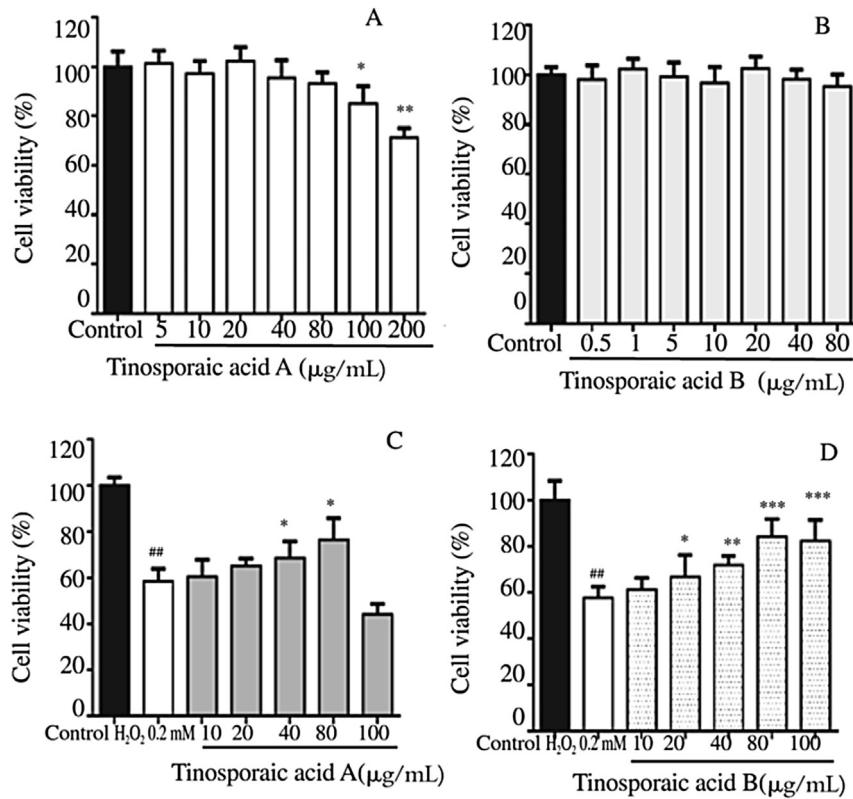 A
120
100
80
60
40
20
0
Cell viability (%)
*
**
Control 5 10 20 40 80 100 200
Tinosporaic acid A (μg/mL)
B
120
100
80
60
40
20
0
Cell viability (%)
Control 0.5 1 5 10 20 40 80
Tinosporaic acid B (μg/mL)
C
120
100
80
60
40
20
0
Cell viability (%)
##
*
*
Control H₂O₂ 0.2 mM 10 20 40 80 100
Tinosporaic acid A(μg/mL)
D
120
100
80
60
40
20
0
Cell viability (%)
##
*
**
***
***
Control H₂O₂ 0.2 mM 10 20 40 80 100
Tinosporaic acid B(μg/mL)